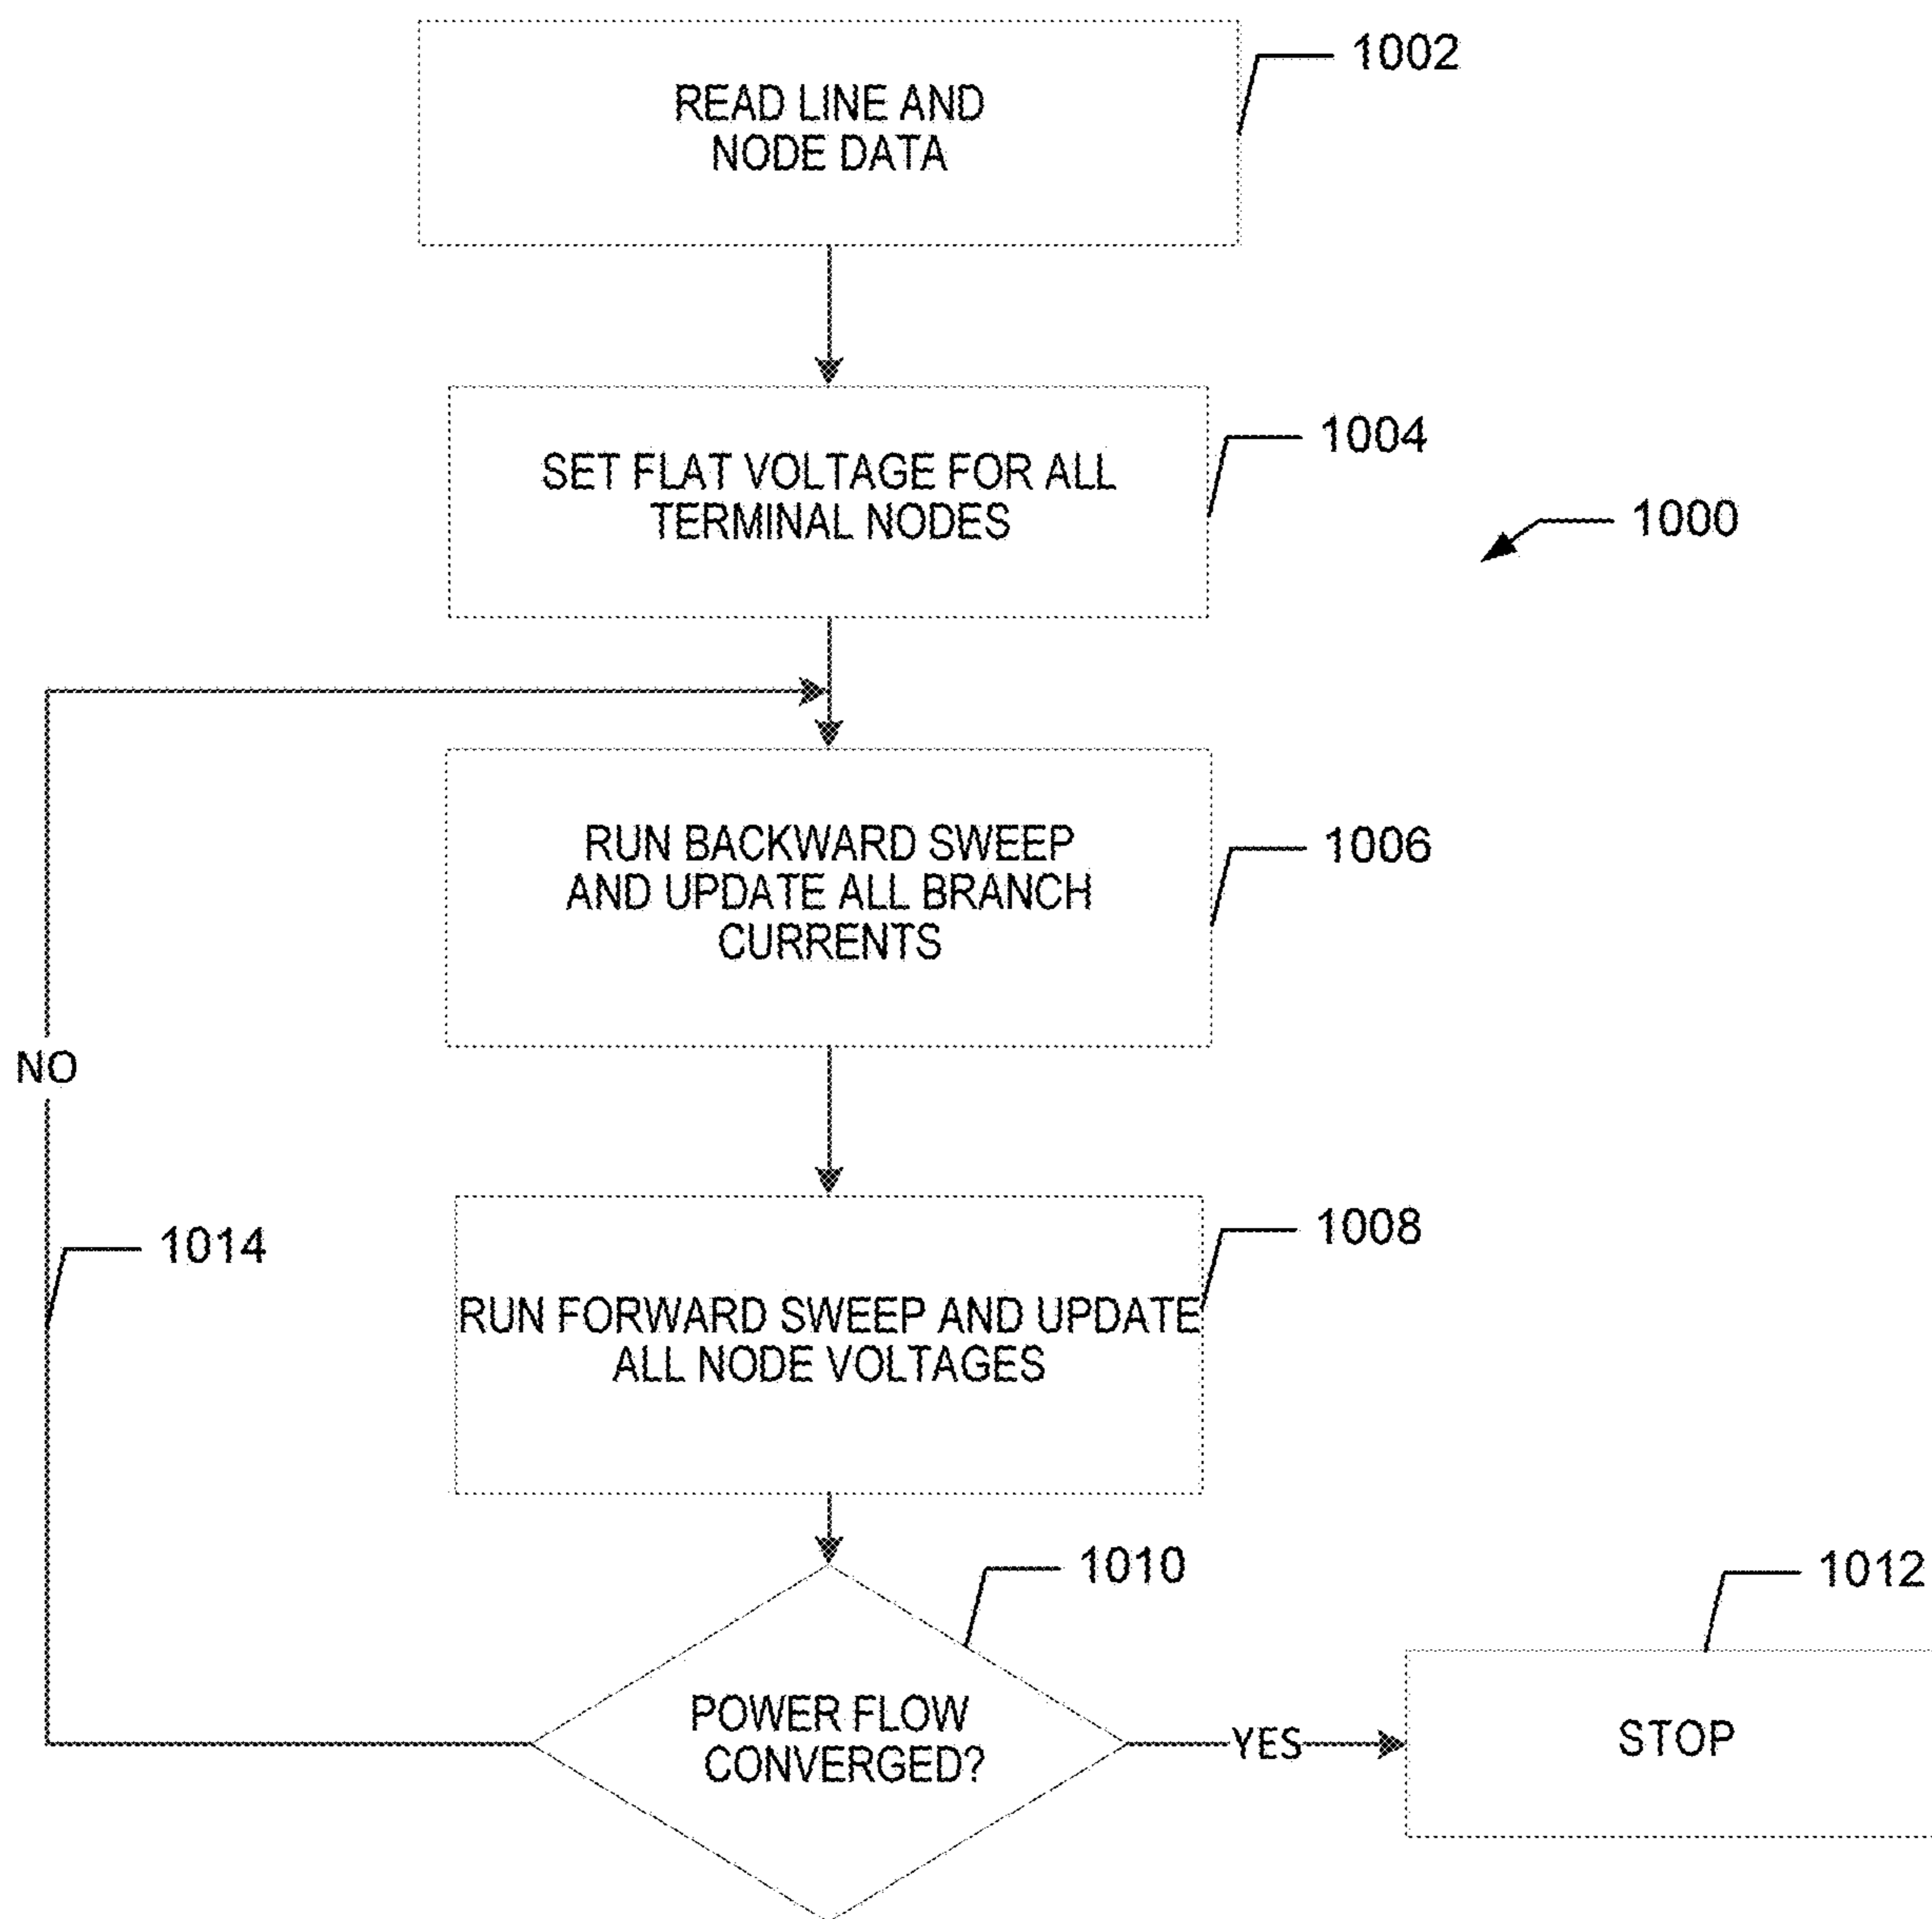 1002
READ LINE AND
NODE DATA
1004
SET FLAT VOLTAGE FOR ALL
TERMINAL NODES
1000
1006
RUN BACKWARD SWEEP
AND UPDATE ALL BRANCH
CURRENTS
NO
1014
1008
RUN FORWARD SWEEP AND UPDATE
ALL NODE VOLTAGES
1010
1012
POWER FLOW
CONVERGED?
YES
STOP